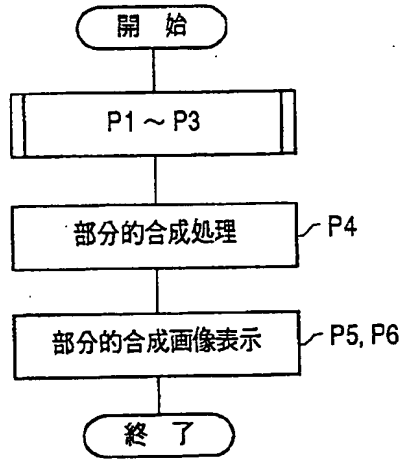 開 始
P1～P3
部分的合成処理 P4
部分的合成画像表示 P5, P6
終 了